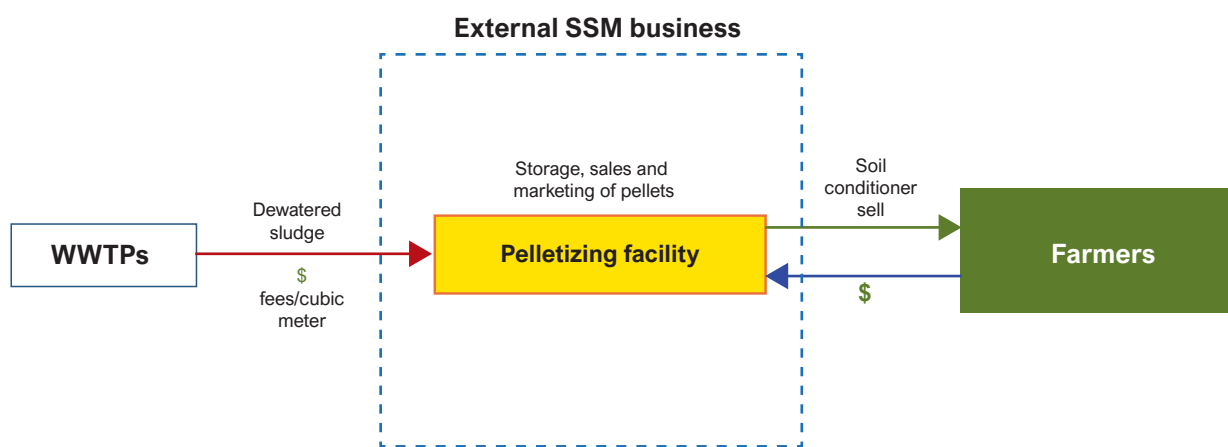 External SSM business
Storage, sales and
marketing of pellets
Soil
conditioner
sell
Dewatered
sludge
WWTPs
Pelletizing facility
Farmers
$
fees/cubic
meter
$